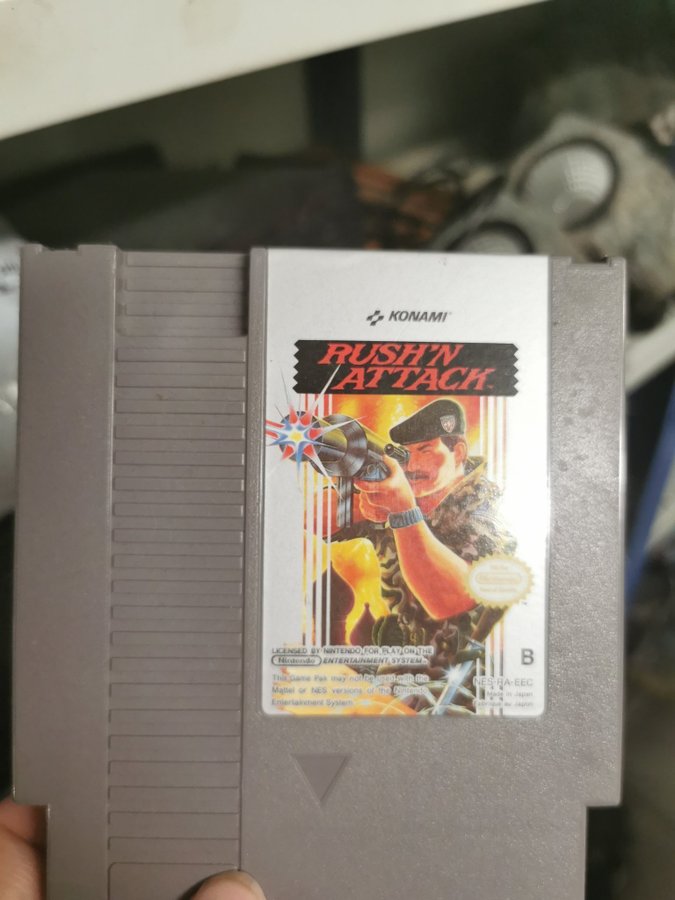 KONAMI
RUSH'N
ATTACK
LICENSED BY NINTENDO FOR PLAY ON THE
Nintendo ENTERTAINMENT SYSTEM
This Game Pak may not be used with the
Mattel or NES versions of the Nintendo
Entertainment System
B
NES-RA-EEC
Made in Japan
Fabriqué au Japon